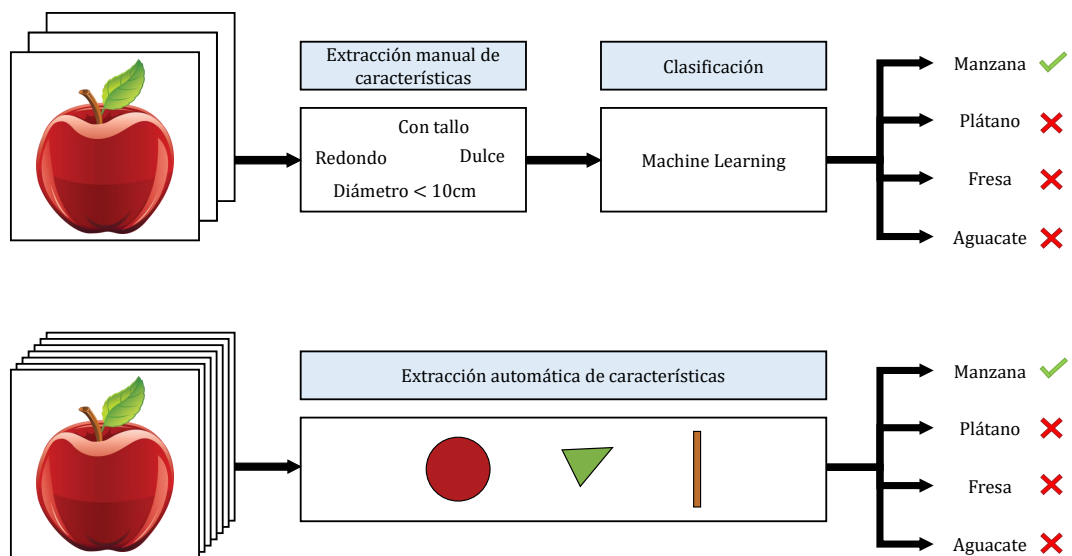 Extracción manual de
características
Clasificación
Con tallo
Redondo
Dulce
Diámetro < 10cm
Machine Learning
Manzana
Plátano
Fresa
Aguacate
Extracción automática de características
Manzana
Plátano
Fresa
Aguacate